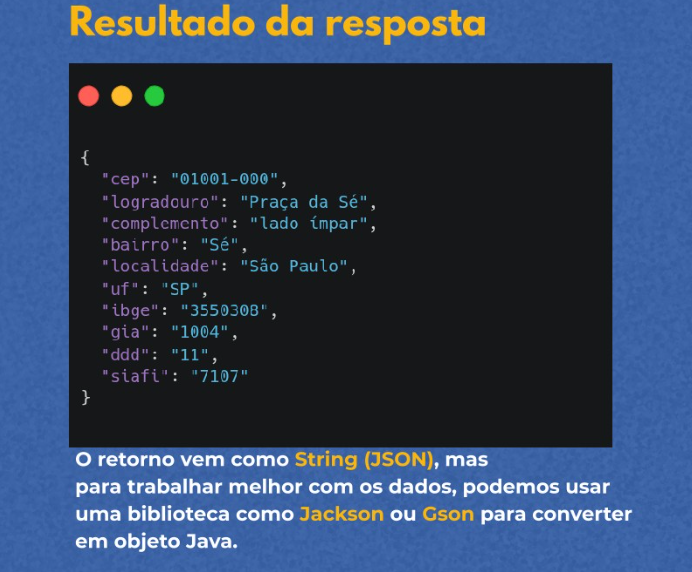 Resultado da resposta
{
"cep": "01001-000",
"logradouro": "Praça da Sé",
"complemento": "lado ímpar",
"bairro": "Sé",
"localidade": "São Paulo",
"uf": "SP",
"ibge": "3550308",
"gia": "1004",
"ddd": "11",
"siafi": "7107"
}
O retorno vem como String (JSON), mas
para trabalhar melhor com os dados, podemos usar
uma biblioteca como Jackson ou Gson para converter
em objeto Java.